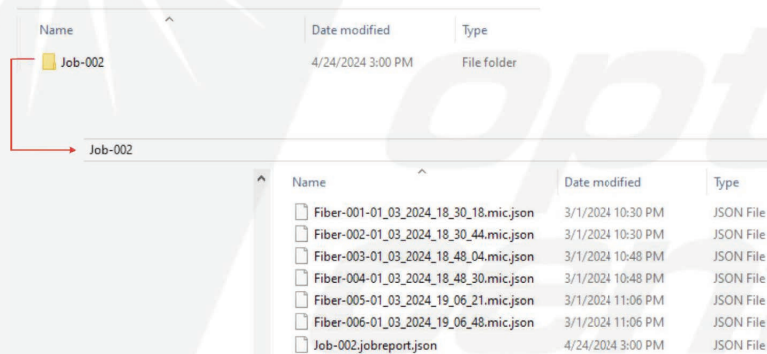 Name Date modified Type
Job-002 4/24/2024 3:00 PM File folder
Job-002
Name Date modified Type
Fiber-001-01_03_2024_18_30_18.mic.json 3/1/2024 10:30 PM JSON File
Fiber-002-01_03_2024_18_30_44.mic.json 3/1/2024 10:30 PM JSON File
Fiber-003-01_03_2024_18_48_04.mic.json 3/1/2024 10:48 PM JSON File
Fiber-004-01_03_2024_18_48_30.mic.json 3/1/2024 10:48 PM JSON File
Fiber-005-01_03_2024_19_06_21.mic.json 3/1/2024 11:06 PM JSON File
Fiber-006-01_03_2024_19_06_48.mic.json 3/1/2024 11:06 PM JSON File
Job-002.jobreport.json 4/24/2024 3:00 PM JSON File